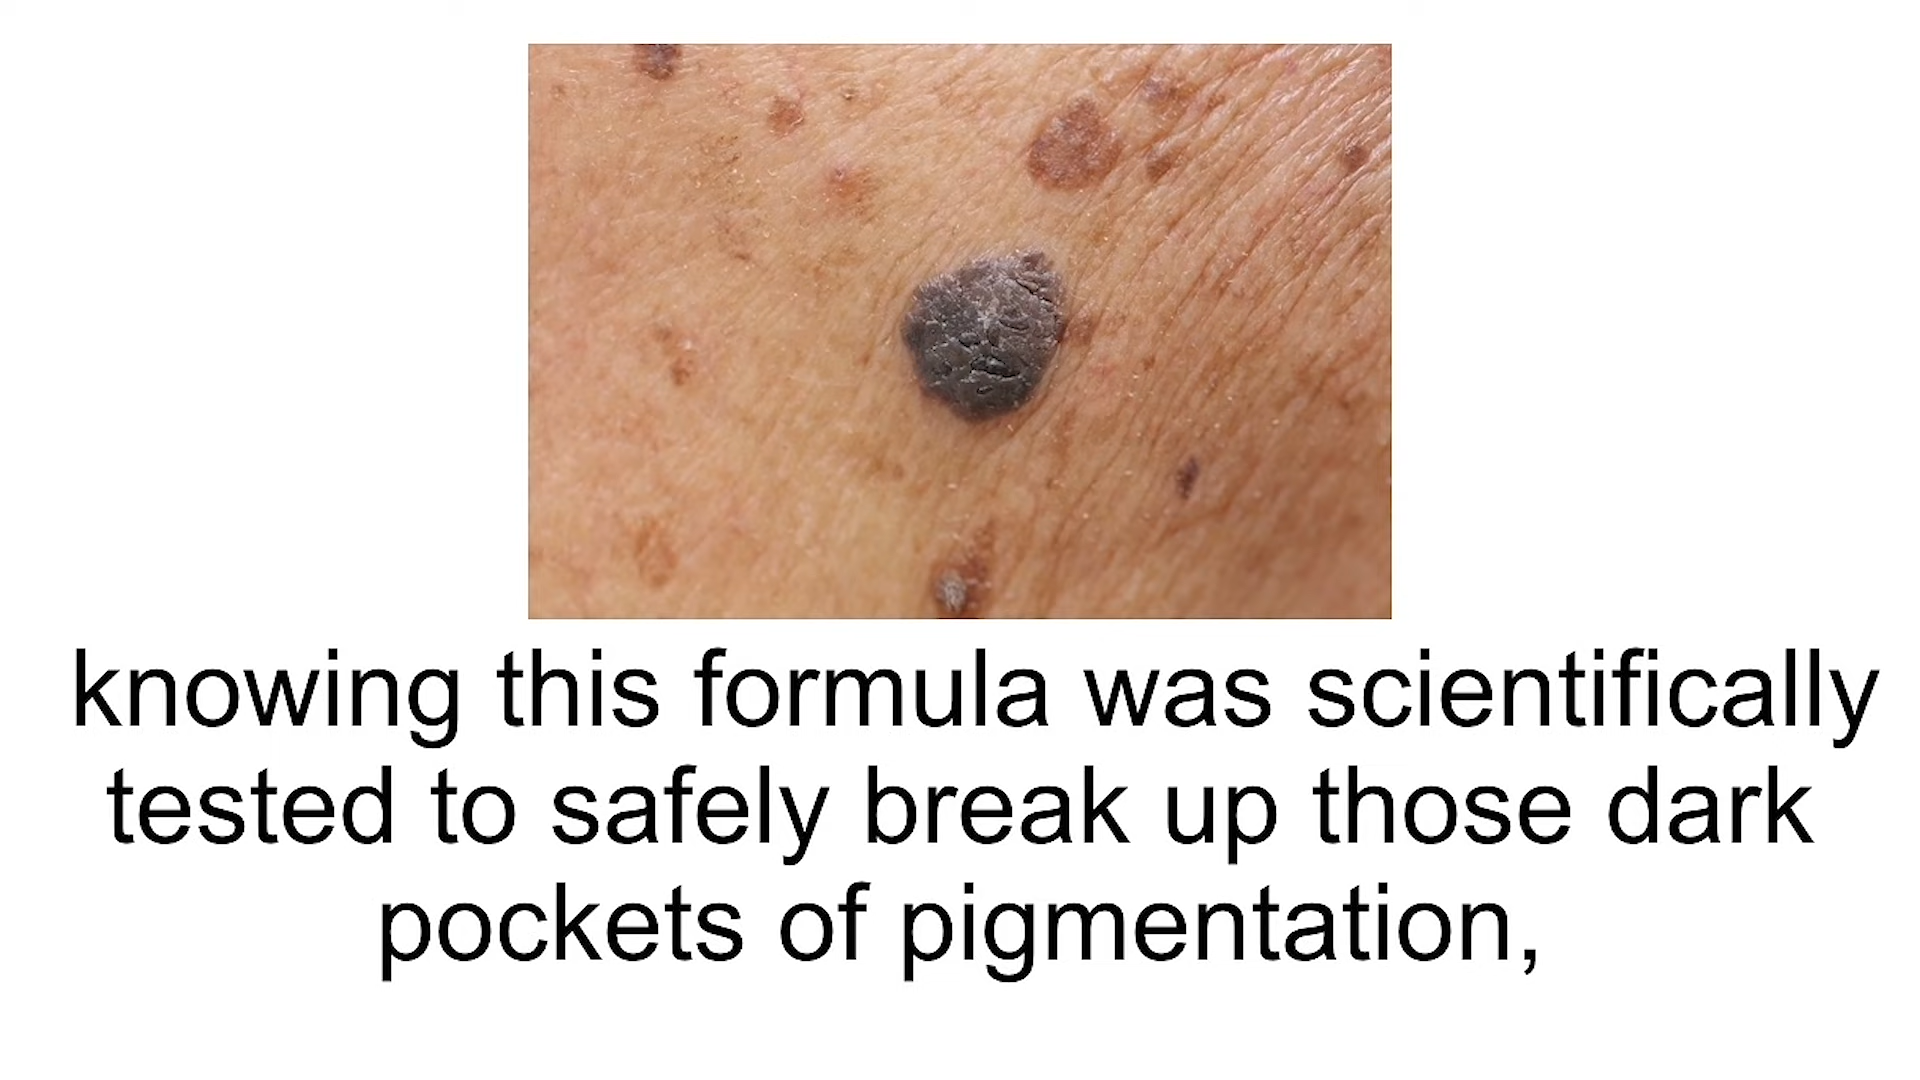 knowing this formula was scientifically
tested to safely break up those dark
pockets of pigmentation,